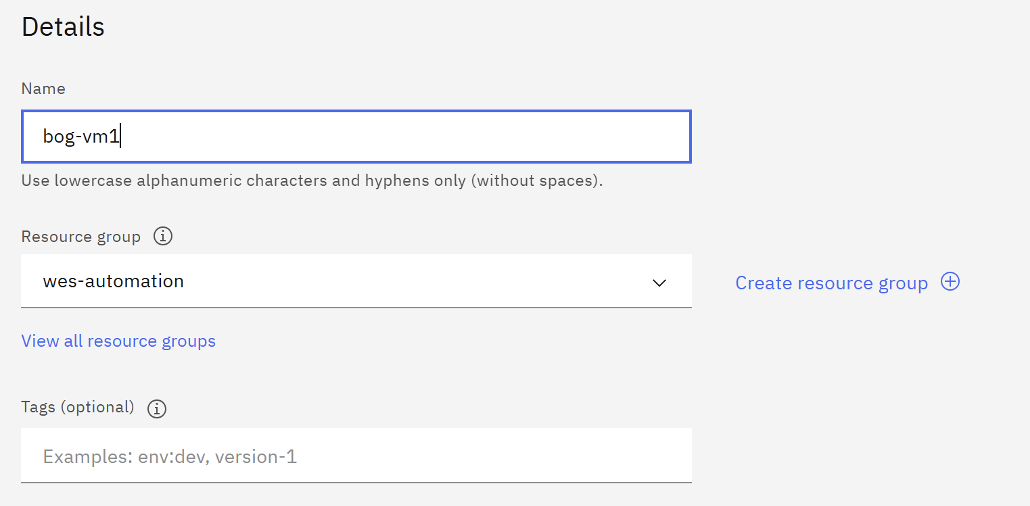 Details
Name
bog-vm1
Use lowercase alphanumeric characters and hyphens only (without spaces).
Resource group
wes-automation
Create resource group
View all resource groups
Tags (optional)
Examples: env:dev, version-1